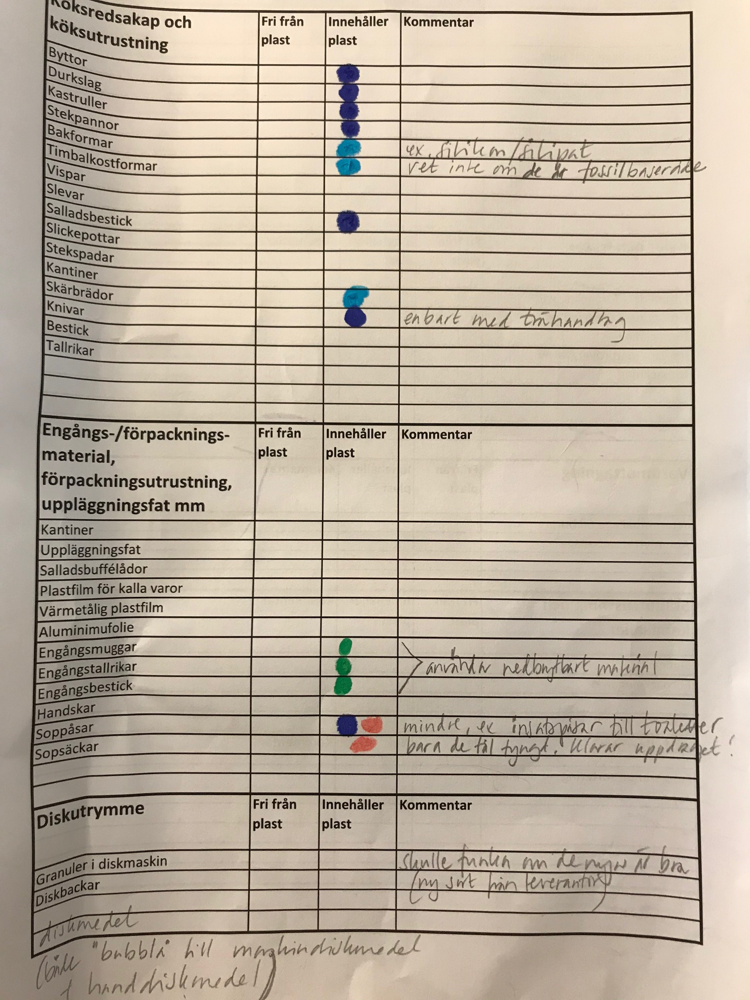 Köksredsakap och
köksutrustning
Fri från
plast
Innehåller
plast
Kommentar
Byttor
Durkslag
Kastruller
Stekpannor
Bakformar
ex. silikon/
Timbalkostformar
vet inte om de är fossilbaserade
Vispar
Slevar
Salladsbestick
Slickepottar
Stekspadar
Kantiner
Skärbrädor
Knivar
enbart med trähandtag
Bestick
Tallrikar
Engångs-/förpacknings-
material,
förpackningsutrustning,
uppläggningsfat mm
Fri från
plast
Innehåller
plast
Kommentar
Kantiner
Uppläggningsfat
Salladsbuffélådor
Plastfilm för kalla varor
Värmetålig plastfilm
Aluminimufolie
Engångsmuggar
Engångstallrikar
använder nedbrytbart material
Engångsbestick
Handskar
Soppåsar
mindre, ex insatspåsar till toaletter
Sopsäckar
bara de tål tyngd. Klarar uppdraget!
Diskutrymme
Fri från
plast
Innehåller
plast
Kommentar
Granuler i diskmaskin
skulle funka om de nya är bra
Diskbackar
(ny sort från leverantör)
diskmedel
(både "bubbla" till maskindiskmedel
+ handdiskmedel)